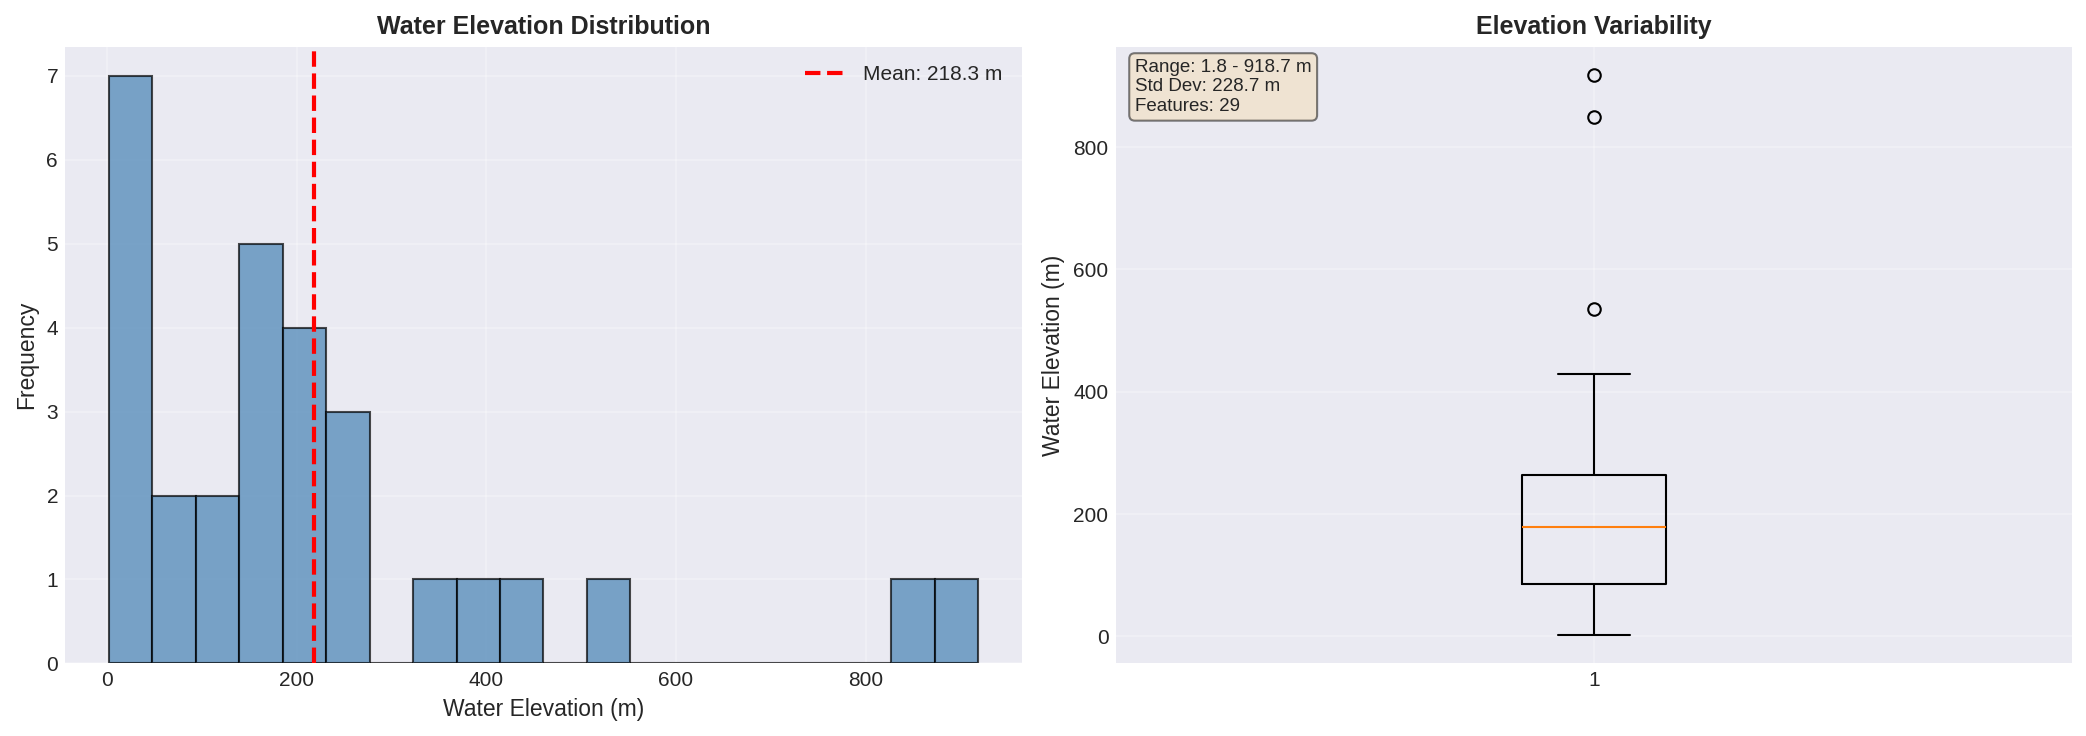 Water Elevation Distribution
Mean: 218.3 m
7
6
5
4
3
2
1
0
Frequency
0 200 400 600 800
Water Elevation (m)
Elevation Variability
Range: 1.8 - 918.7 m
Std Dev: 228.7 m
Features: 29
800
600
400
200
0
Water Elevation (m)
1